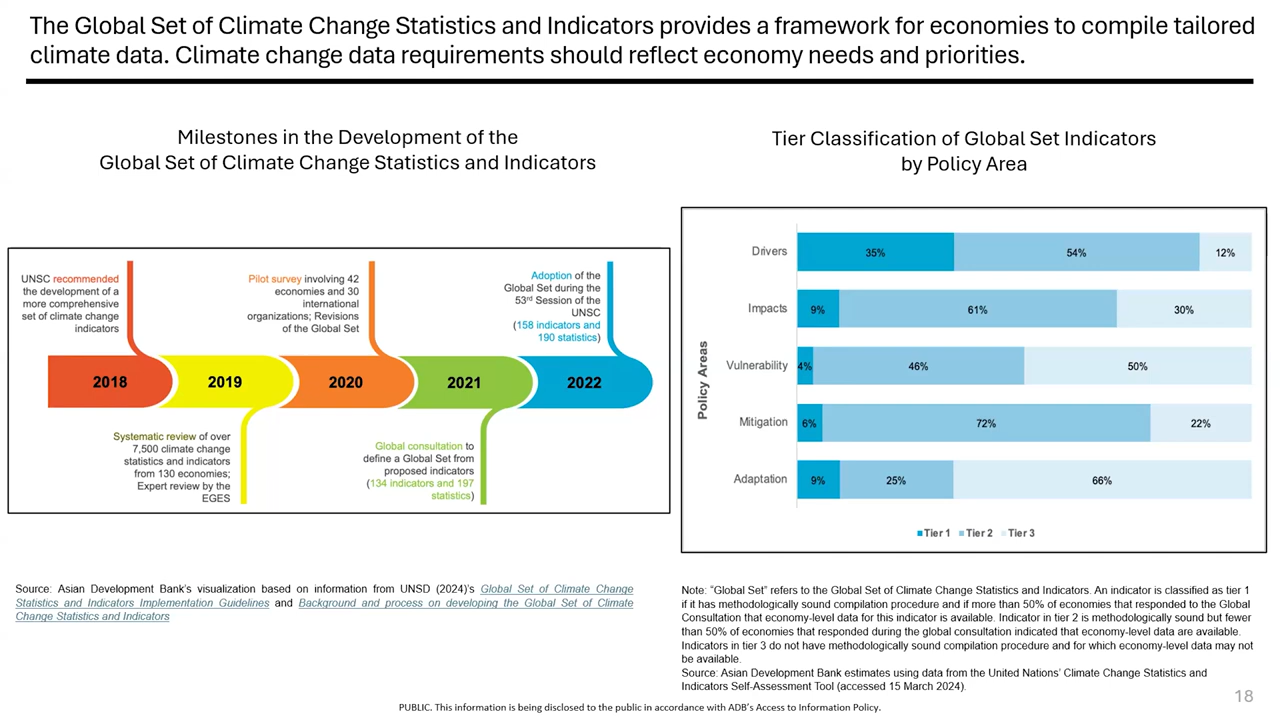 The Global Set of Climate Change Statistics and Indicators provides a framework for economies to compile tailored
climate data. Climate change data requirements should reflect economy needs and priorities.
Milestones in the Development of the
Global Set of Climate Change Statistics and Indicators
UNSC recommended
the development of a
more comprehensive
set of climate change
indicators
Pilot survey involving 42
economies and 30
international
organizations; Revisions
of the Global Set
Adoption of the
Global Set during the
53rd Session of the
UNSC
(158 indicators and
190 statistics)
2018
2019
2020
2021
2022
Systematic review of over
7,500 climate change
statistics and indicators
from 130 economies;
Expert review by the
EGES
Global consultation to
define a Global Set from
proposed indicators
(134 indicators and 197
statistics)
Source: Asian Development Bank's visualization based on information from UNSD (2024)'s Global Set of Climate Change
Statistics and Indicators Implementation Guidelines and Background and process on developing the Global Set of Climate
Change Statistics and Indicators
Tier Classification of Global Set Indicators
by Policy Area
Policy Areas
Drivers 35% 54% 12%
Impacts 9% 61% 30%
Vulnerability 4% 46% 50%
Mitigation 6% 72% 22%
Adaptation 9% 25% 66%
Tier 1 Tier 2 Tier 3
Note: "Global Set" refers to the Global Set of Climate Change Statistics and Indicators. An indicator is classified as tier 1
if it has methodologically sound compilation procedure and if more than 50% of economies that responded to the Global
Consultation that economy-level data for this indicator is available. Indicator in tier 2 is methodologically sound but fewer
than 50% of economies that responded during the global consultation indicated that economy-level data are available.
Indicators in tier 3 do not have methodologically sound compilation procedure and for which economy-level data may not
be available.
Source: Asian Development Bank estimates using data from the United Nations' Climate Change Statistics and
Indicators Self-Assessment Tool (accessed 15 March 2024).
18
PUBLIC. This information is being disclosed to the public in accordance with ADB's Access to Information Policy.